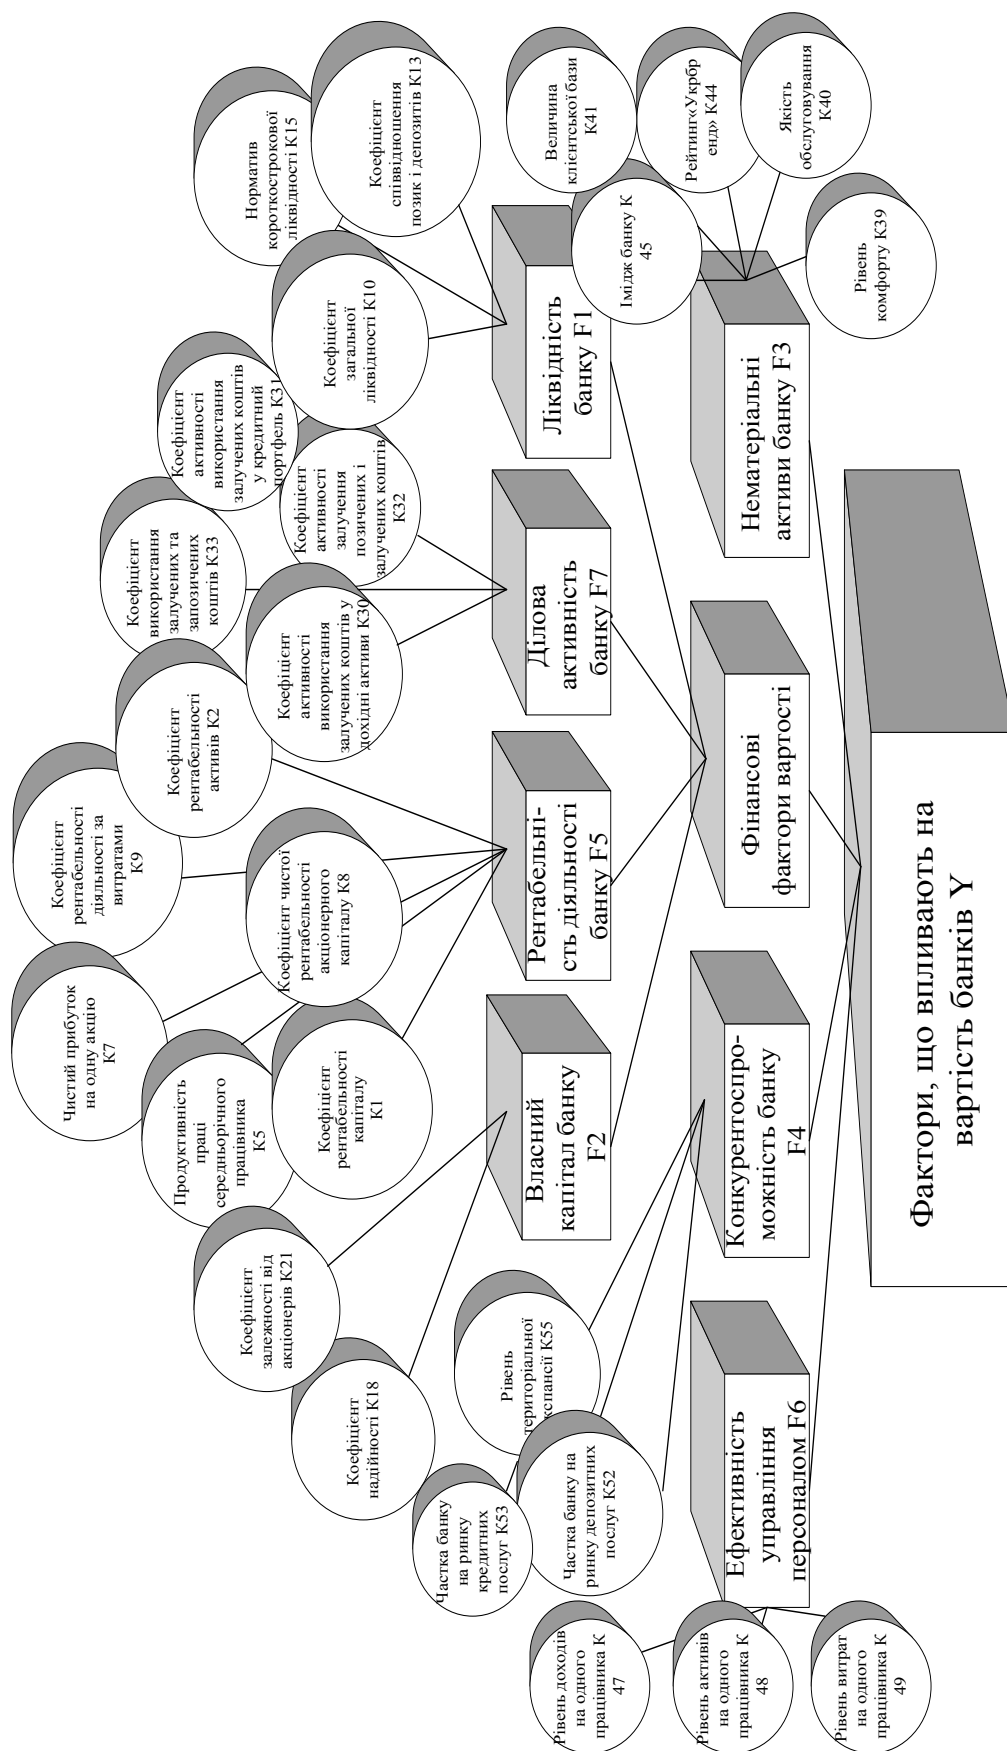 Чистий прибуток
на одну акцію
К7
Коефіцієнт
рентабельності
діяльності за
витратами
К9
Коефіцієнт
рентабельності
активів К2
Коефіцієнт
використання
залучених та
запозичених
коштів К33
Коефіцієнт
активності
використання
залучених коштів
у кредитний
портфель К31
Норматив
короткострокової
ліквідності К15
Коефіцієнт
співвідношення
позик і депозитів К13
Продуктивність
праці
середньорічного
працівника
К5
Коефіцієнт чистої
рентабельності
акціонерного
капіталу К8
Коефіцієнт
активності
використання
залучених коштів у
дохідні активи К30
Коефіцієнт
активності
залучення
позичених і
залучених коштів
К32
Коефіцієнт
загальної
ліквідності К10
Коефіцієнт
залежності від
акціонерів К21
Коефіцієнт
рентабельності
капіталу
К1
Коефіцієнт
надійності К18
Власний
капітал банку
F2
Рентабельні-
сть діяльності
банку F5
Ділова
активність
банку F7
Ліквідність
банку F1
Величина
клієнтської бази
К41
Рейтинг«Укрбр
енд» К44
Якість
обслуговування
К40
Імідж банку К
45
Рівень
комфорту К39
Частка банку
на ринку
кредитних
послуг К53
Рівень
територіальної
кспансії К55
Частка банку на
ринку депозитних
послуг К52
Рівень доходів
на одного
працівника К
47
Рівень активів
на одного
працівника К
48
Рівень витрат
на одного
працівника К
49
Ефективність
управління
персоналом F6
Конкурентоспро-
можність банку
F4
Фінансові
фактори вартості
Нематеріальні
активи банку F3
Фактори, що впливають на
вартість банків Y